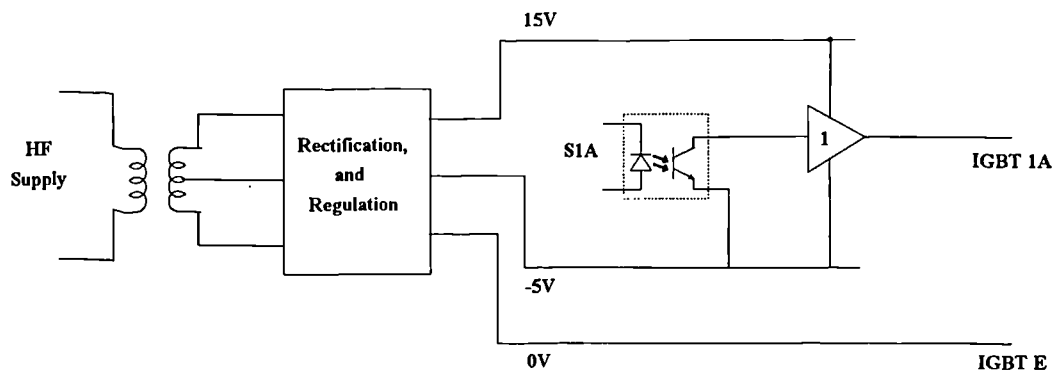 15V
HF
Supply
Rectification,
and
Regulation
S1A
1
IGBT 1A
-5V
0V
IGBT E